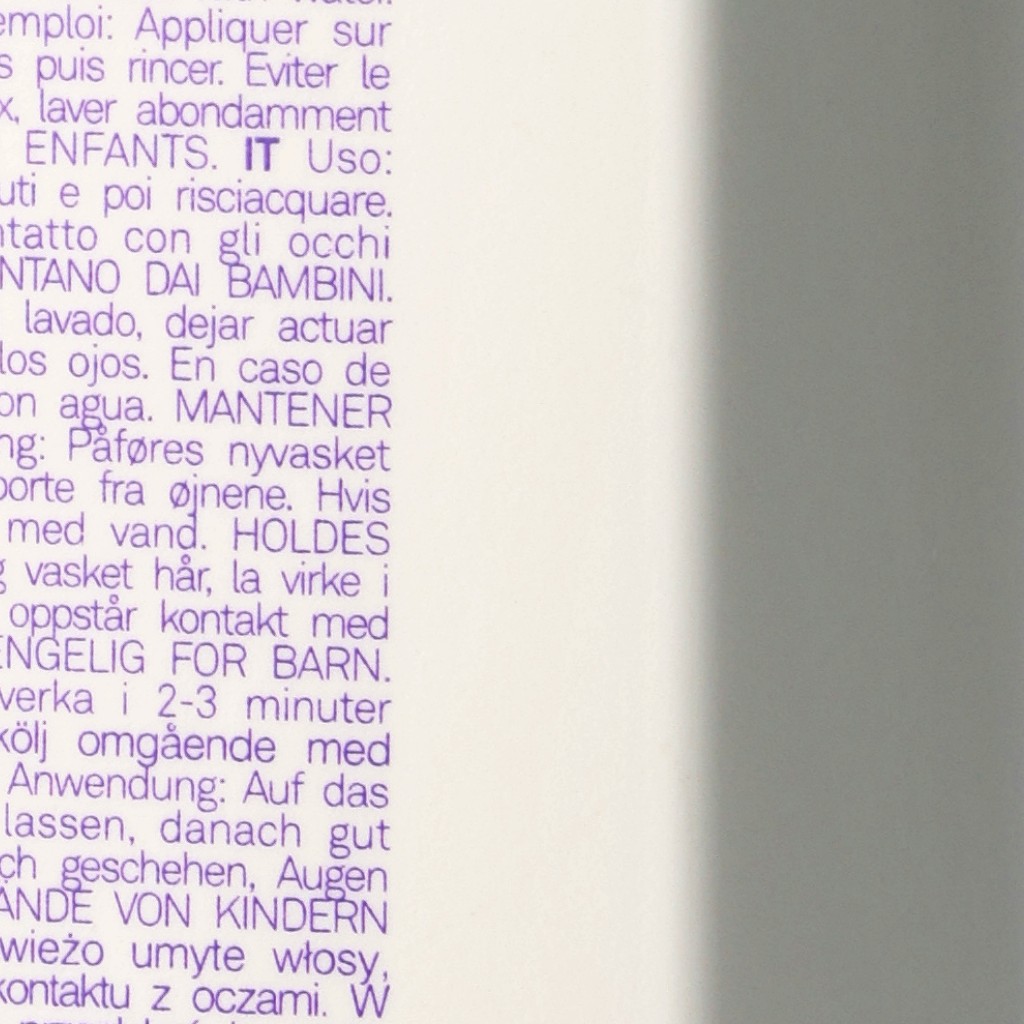 emploi: Appliquer sur
s puis rincer. Eviter le
x, laver abondamment
ENFANTS. IT Uso:
uti e poi risciacquare.
ntatto con gli occhi
NTANO DAI BAMBINI.
lavado, dejar actuar
los ojos. En caso de
on agua. MANTENER
ng: Påføres nyvasket
borte fra øjnene. Hvis
med vand. HOLDES
g vasket hår, la virke i
oppstår kontakt med
ENGELIG FOR BARN.
verka i 2-3 minuter
kölj omgående med
Anwendung: Auf das
lassen, danach gut
ch geschehen, Augen
ÄNDE VON KINDERN
wieżo umyte włosy,
kontaktu z oczami. W